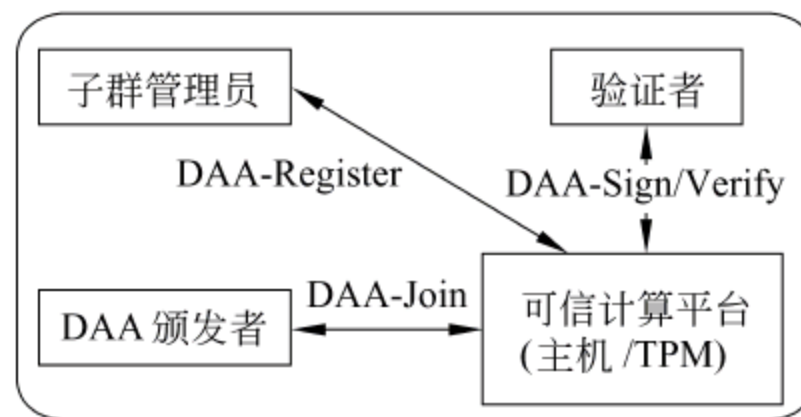 子群管理员
验证者
DAA-Register
DAA-Sign/Verify
DAA-Join
DAA 颁发者
可信计算平台
(主机/TPM)